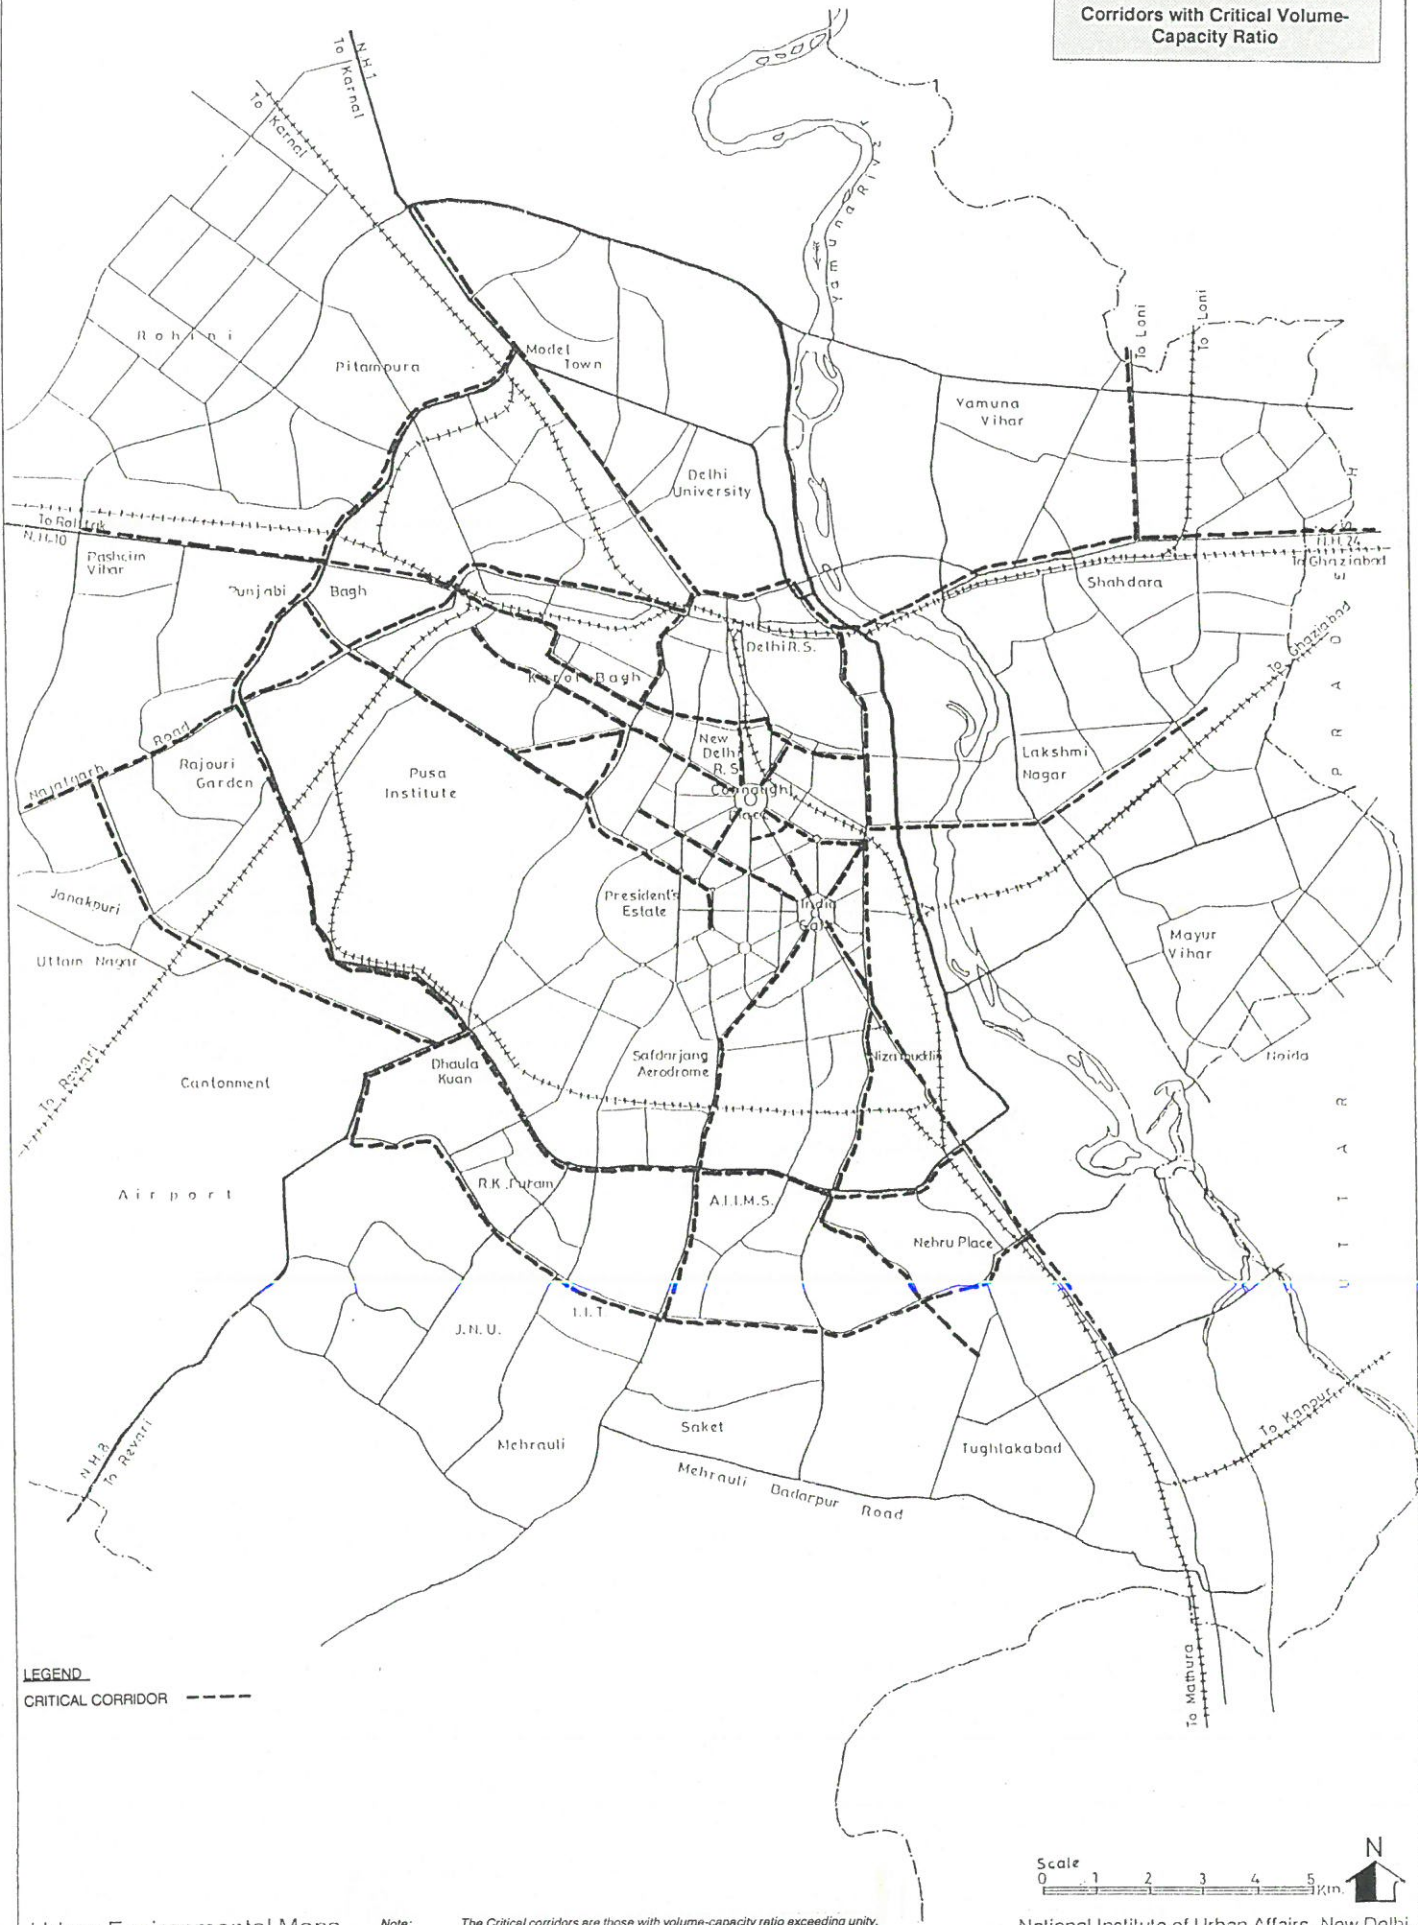 Corridors with Critical Volume-
Capacity Ratio
N.H.1
To Karnal
To Karnal
Yamuna River
To Loni
To Loni
Rohini
Pitampura
Model
Town
Yamuna
Vihar
Delhi
University
To Rohtak
N.H.10
Pashcim
Vihar
Punjabi Bagh
N.H.24
To Ghaziabad
Shahdara
To Ghaziabad
Delhi R.S.
Karol Bagh
New
Delhi
R.S.
Connaught
Place
Lakshmi
Nagar
Najafgarh Road
Rajouri
Garden
Pusa
Institute
UTTAR PRADESH
Janakpuri
President's
Estate
India
Gate
Mayur
Vihar
Uttam Nagar
To Rewari
Cantonment
Dhaula
Kuan
Safdarjang
Aerodrome
Nizamuddin
Noida
Airport
R.K.Puram
A.I.I.M.S.
Nehru Place
I.I.T
J.N.U.
N.H.8
To Revari
Mehrauli
Saket
Tughlakabad
To Kanpur
Mehrauli Badarpur Road
To Mathura
LEGEND
CRITICAL CORRIDOR
Scale
0 1 2 3 4 5 Km.
N
Note: The Critical corridors are those with volume-capacity ratio exceeding unity.
National Institute of Urban Affairs, New Delhi